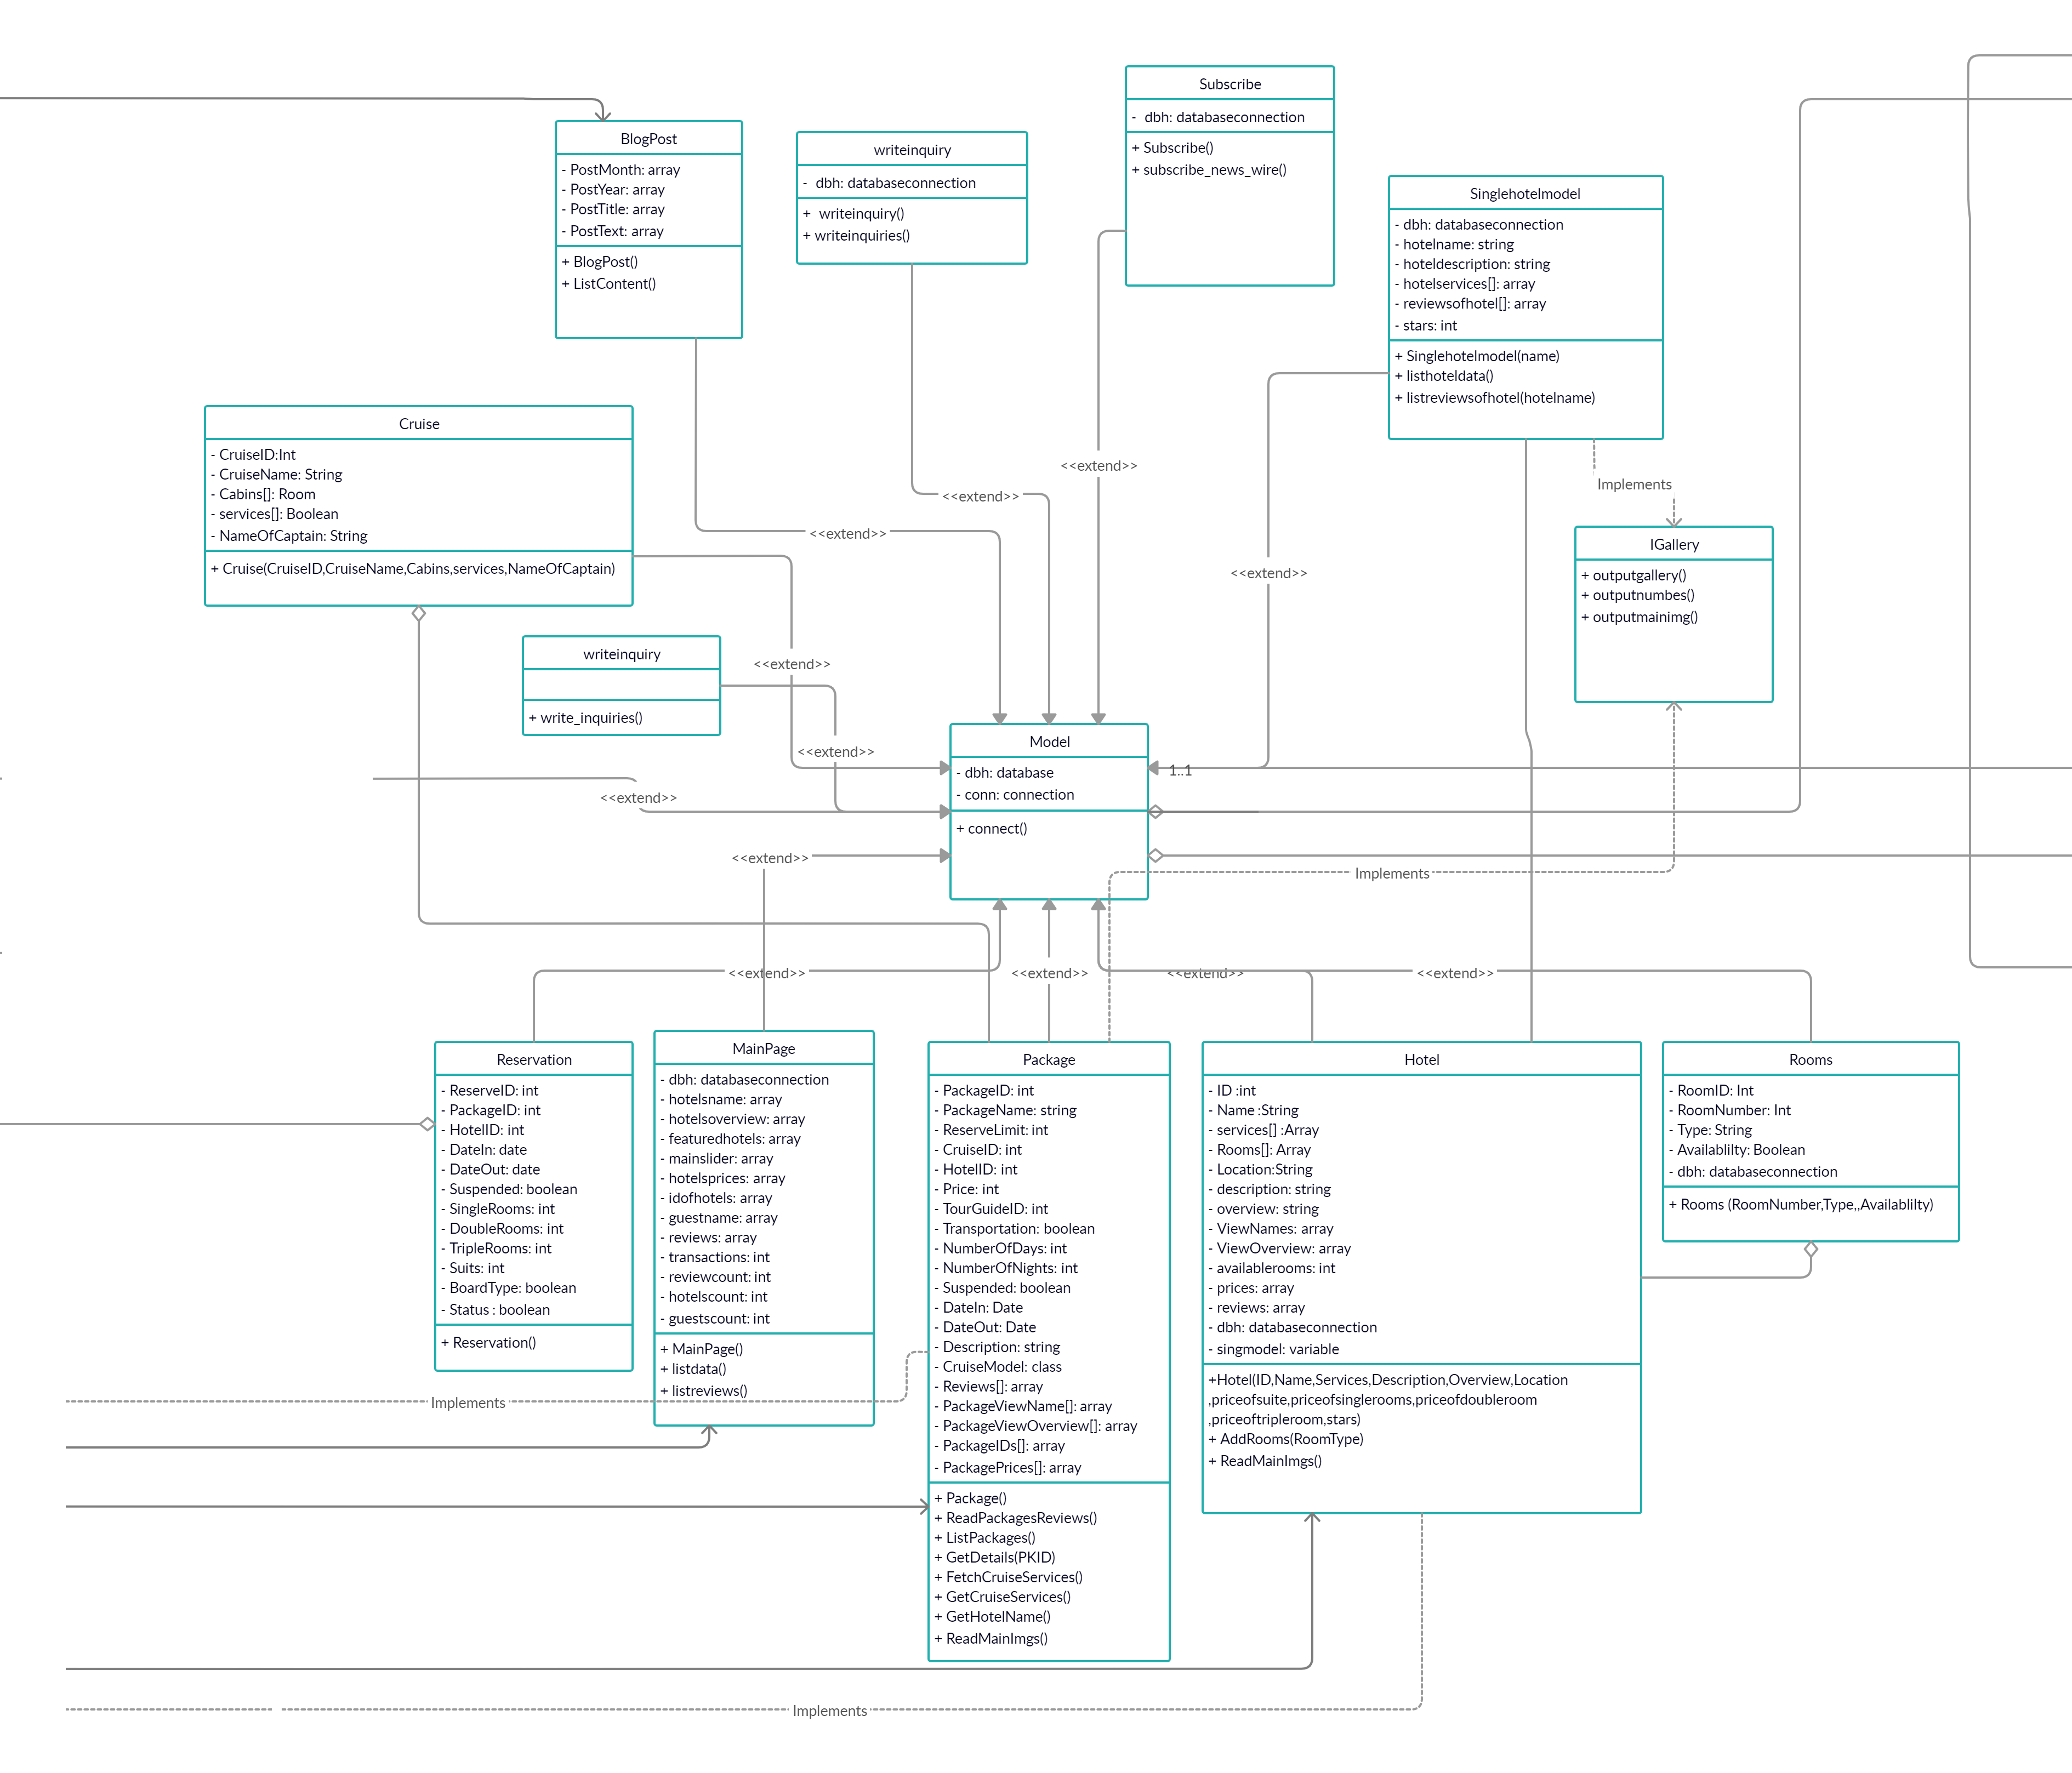 Subscribe
- dbh: databaseconnection
+ Subscribe()
+ subscribe_news_wire()
BlogPost
- PostMonth: array
- PostYear: array
- PostTitle: array
- PostText: array
+ BlogPost()
+ ListContent()
writeinquiry
- dbh: databaseconnection
+ writeinquiry()
+ writeinquiries()
Singlehotelmodel
- dbh: databaseconnection
- hotelname: string
- hoteldescription: string
- hotelservices[]: array
- reviewsofhotel[]: array
- stars: int
+ Singlehotelmodel(name)
+ listhoteldata()
+ listreviewsofhotel(hotelname)
Cruise
- CruiseID:Int
- CruiseName: String
- Cabins[]: Room
- services[]: Boolean
- NameOfCaptain: String
+ Cruise(CruiseID,CruiseName,Cabins,services,NameOfCaptain)
<<extend>>
<<extend>>
<<extend>>
<<extend>>
Implements
IGallery
+ outputgallery()
+ outputnumbes()
+ outputmainimg()
writeinquiry
+ write_inquiries()
<<extend>>
<<extend>>
<<extend>>
<<extend>>
Model
- dbh: database
- conn: connection
+ connect()
1..1
Implements
<<extend>>
<<extend>>
<<extend>>
<<extend>>
Reservation
- ReserveID: int
- PackageID: int
- HotelID: int
- DateIn: date
- DateOut: date
- Suspended: boolean
- SingleRooms: int
- DoubleRooms: int
- TripleRooms: int
- Suits: int
- BoardType: boolean
- Status : boolean
+ Reservation()
MainPage
- dbh: databaseconnection
- hotelsname: array
- hotelsoverview: array
- featuredhotels: array
- mainslider: array
- hotelsprices: array
- idofhotels: array
- guestname: array
- reviews: array
- transactions: int
- reviewcount: int
- hotelscount: int
- guestscount: int
+ MainPage()
+ listdata()
+ listreviews()
Package
- PackageID: int
- PackageName: string
- ReserveLimit: int
- CruiseID: int
- HotelID: int
- Price: int
- TourGuideID: int
- Transportation: boolean
- NumberOfDays: int
- NumberOfNights: int
- Suspended: boolean
- DateIn: Date
- DateOut: Date
- Description: string
- CruiseModel: class
- Reviews[]: array
- PackageViewName[]: array
- PackageViewOverview[]: array
- PackageIDs[]: array
- PackagePrices[]: array
+ Package()
+ ReadPackagesReviews()
+ ListPackages()
+ GetDetails(PKID)
+ FetchCruiseServices()
+ GetCruiseServices()
+ GetHotelName()
+ ReadMainImgs()
Hotel
- ID :int
- Name :String
- services[] :Array
- Rooms[]: Array
- Location:String
- description: string
- overview: string
- ViewNames: array
- ViewOverview: array
- availablerooms: int
- prices: array
- reviews: array
- dbh: databaseconnection
- singmodel: variable
+Hotel(ID,Name,Services,Description,Overview,Location
,priceofsuite,priceofsinglerooms,priceofdoubleroom
,priceoftripleroom,stars)
+ AddRooms(RoomType)
+ ReadMainImgs()
Rooms
- RoomID: Int
- RoomNumber: Int
- Type: String
- Availablilty: Boolean
- dbh: databaseconnection
+ Rooms (RoomNumber,Type,,Availablilty)
Implements
Implements